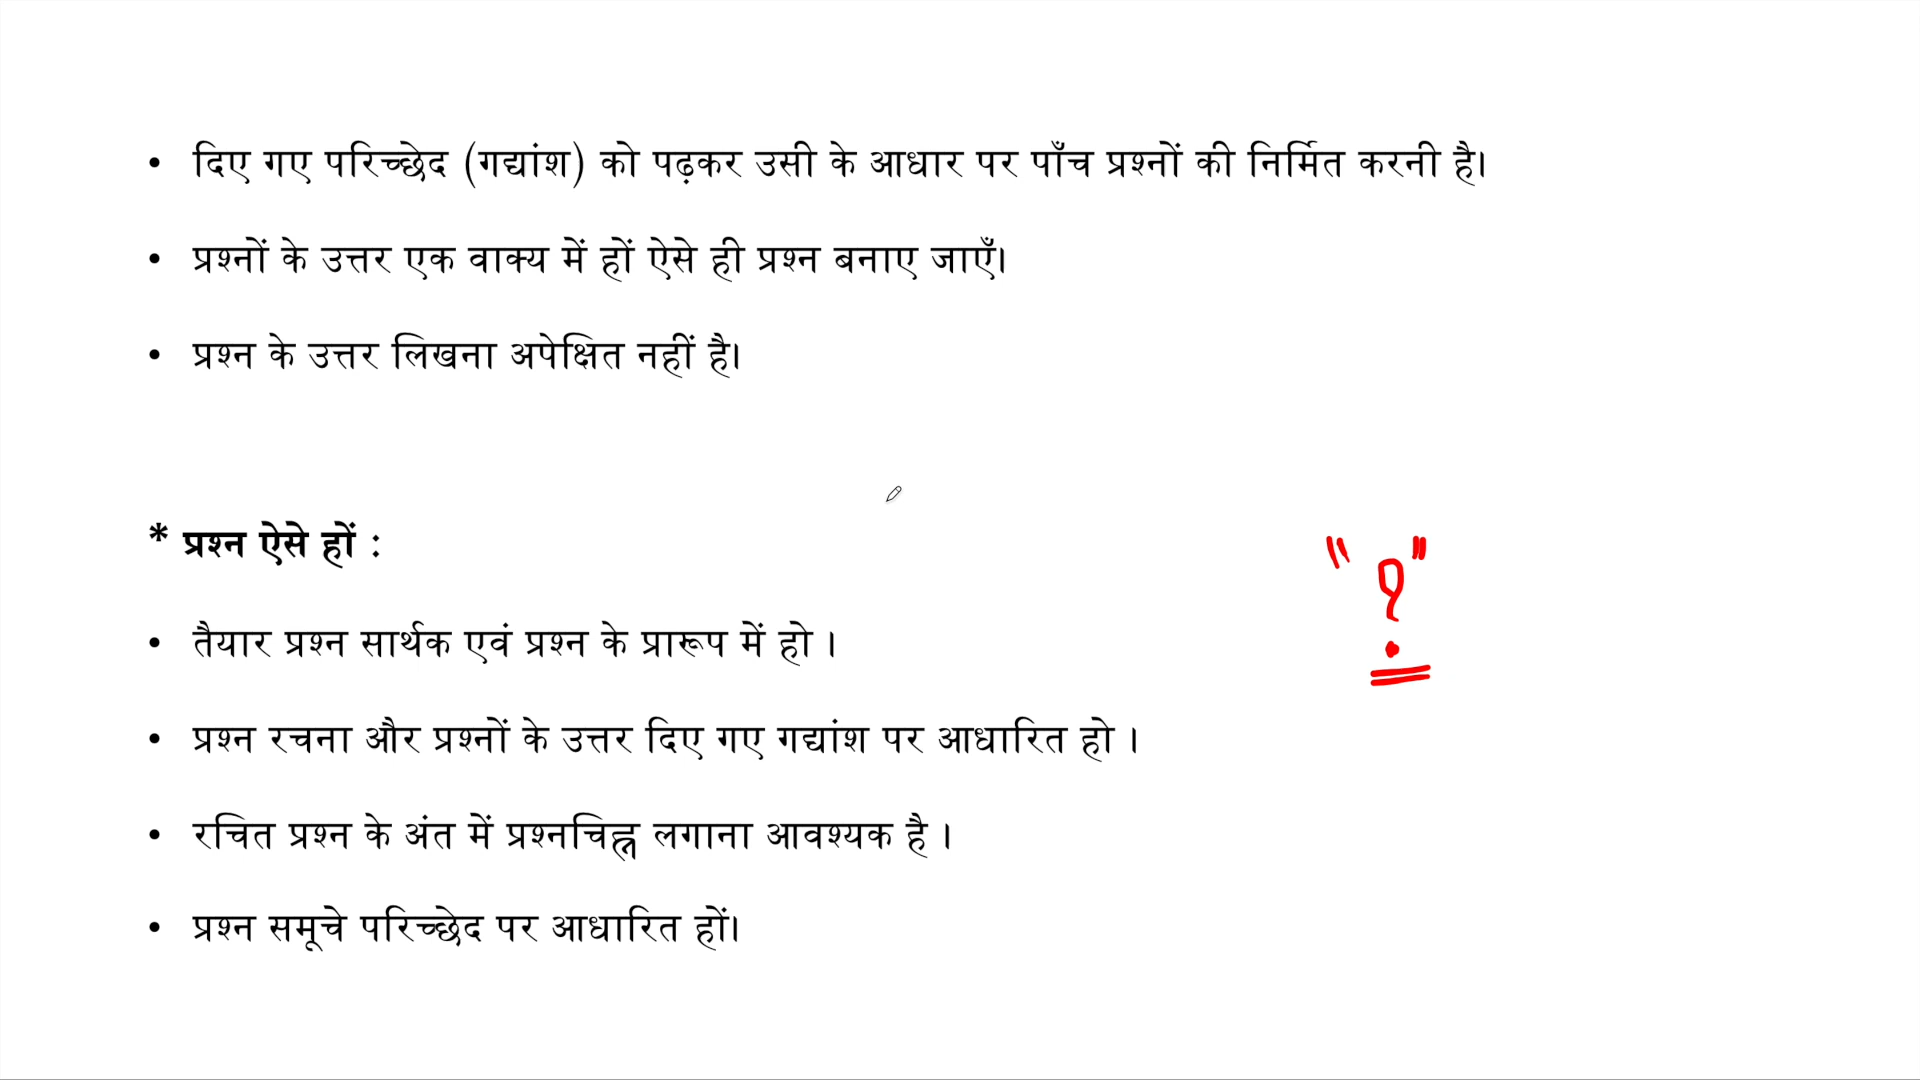 • दिए गए परिच्छेद (गद्यांश) को पढ़कर उसी के आधार पर पाँच प्रश्नों की निर्मित करनी है।
• प्रश्नों के उत्तर एक वाक्य में हों ऐसे ही प्रश्न बनाए जाएँ।
• प्रश्न के उत्तर लिखना अपेक्षित नहीं है।
* प्रश्न ऐसे हों :
"?"
• तैयार प्रश्न सार्थक एवं प्रश्न के प्रारूप में हो ।
• प्रश्न रचना और प्रश्नों के उत्तर दिए गए गद्यांश पर आधारित हो ।
• रचित प्रश्न के अंत में प्रश्नचिह्न लगाना आवश्यक है ।
• प्रश्न समूचे परिच्छेद पर आधारित हों।